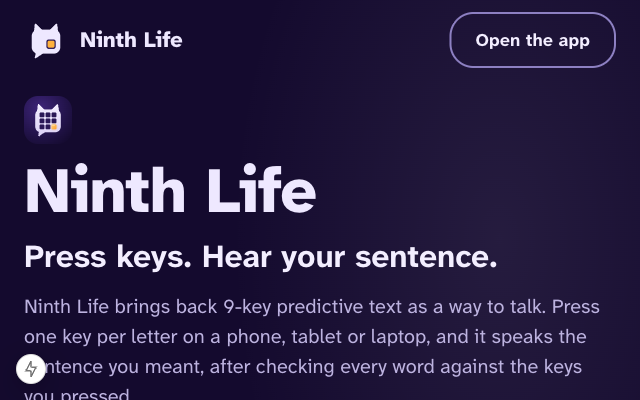 Ninth Life
Open the app
Ninth Life
Press keys. Hear your sentence.
Ninth Life brings back 9-key predictive text as a way to talk. Press
one key per letter on a phone, tablet or laptop, and it speaks the
sentence you meant, after checking every word against the keys
you pressed.